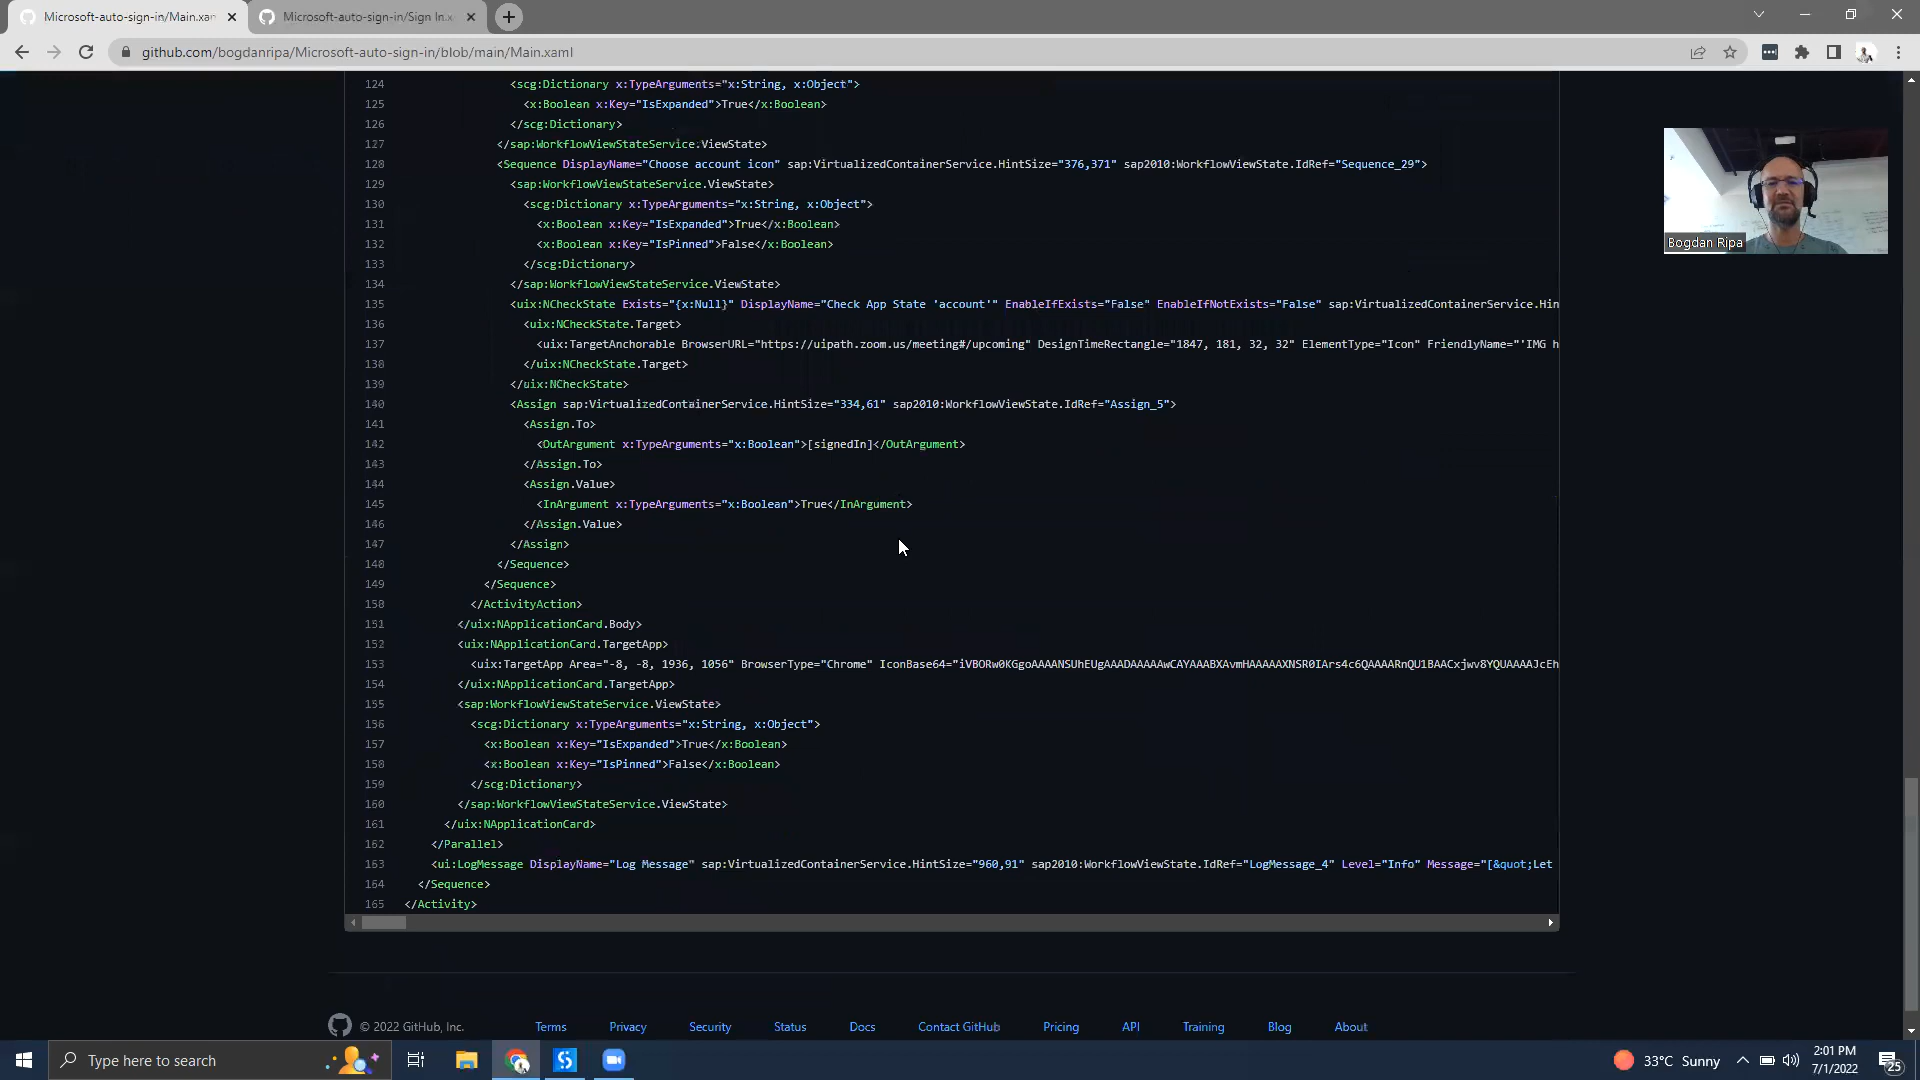 Microsoft-auto-sign-in/Main.xam
Microsoft-auto-sign-in/Sign In.x
github.com/bogdanripa/Microsoft-auto-sign-in/blob/main/Main.xaml
124 <scg:Dictionary x:TypeArguments="x:String, x:Object">
125 <x:Boolean x:Key="IsExpanded">True</x:Boolean>
126 </scg:Dictionary>
127 </sap:WorkflowViewStateService.ViewState>
128 <Sequence DisplayName="Choose account icon" sap:VirtualizedContainerService.HintSize="376,371" sap2010:WorkflowViewState.IdRef="Sequence_29">
129 <sap:WorkflowViewStateService.ViewState>
130 <scg:Dictionary x:TypeArguments="x:String, x:Object">
131 <x:Boolean x:Key="IsExpanded">True</x:Boolean>
132 <x:Boolean x:Key="IsPinned">False</x:Boolean>
133 </scg:Dictionary>
134 </sap:WorkflowViewStateService.ViewState>
135 <uix:NCheckState Exists="{x:Null}" DisplayName="Check App State 'account'" EnableIfExists="False" EnableIfNotExists="False" sap:VirtualizedContainerService.Hin
136 <uix:NCheckState.Target>
137 <uix:TargetAnchorable BrowserURL="https://uipath.zoom.us/meeting#/upcoming" DesignTimeRectangle="1847, 181, 32, 32" ElementType="Icon" FriendlyName="'IMG h
138 </uix:NCheckState.Target>
139 </uix:NCheckState>
140 <Assign sap:VirtualizedContainerService.HintSize="334,61" sap2010:WorkflowViewState.IdRef="Assign_5">
141 <Assign.To>
142 <OutArgument x:TypeArguments="x:Boolean">[signedIn]</OutArgument>
143 </Assign.To>
144 <Assign.Value>
145 <InArgument x:TypeArguments="x:Boolean">True</InArgument>
146 </Assign.Value>
147 </Assign>
148 </Sequence>
149 </Sequence>
150 </ActivityAction>
151 </uix:NApplicationCard.Body>
152 <uix:NApplicationCard.TargetApp>
153 <uix:TargetApp Area="-8, -8, 1936, 1056" BrowserType="Chrome" IconBase64="iVBORw0KGgoAAAANSUhEUgAAADAAAAAwCAYAAABXAvmHAAAAAXNSR0IArs4c6QAAAARnQU1BAACxjwv8YQUAAAAJcEh
154 </uix:NApplicationCard.TargetApp>
155 <sap:WorkflowViewStateService.ViewState>
156 <scg:Dictionary x:TypeArguments="x:String, x:Object">
157 <x:Boolean x:Key="IsExpanded">True</x:Boolean>
158 <x:Boolean x:Key="IsPinned">False</x:Boolean>
159 </scg:Dictionary>
160 </sap:WorkflowViewStateService.ViewState>
161 </uix:NApplicationCard>
162 </Parallel>
163 <ui:LogMessage DisplayName="Log Message" sap:VirtualizedContainerService.HintSize="960,91" sap2010:WorkflowViewState.IdRef="LogMessage_4" Level="Info" Message="[&quot;Let
164 </Sequence>
165 </Activity>
Bogdan Ripa
© 2022 GitHub, Inc. Terms Privacy Security Status Docs Contact GitHub Pricing API Training Blog About
Type here to search
33°C Sunny
2:01 PM
7/1/2022
25